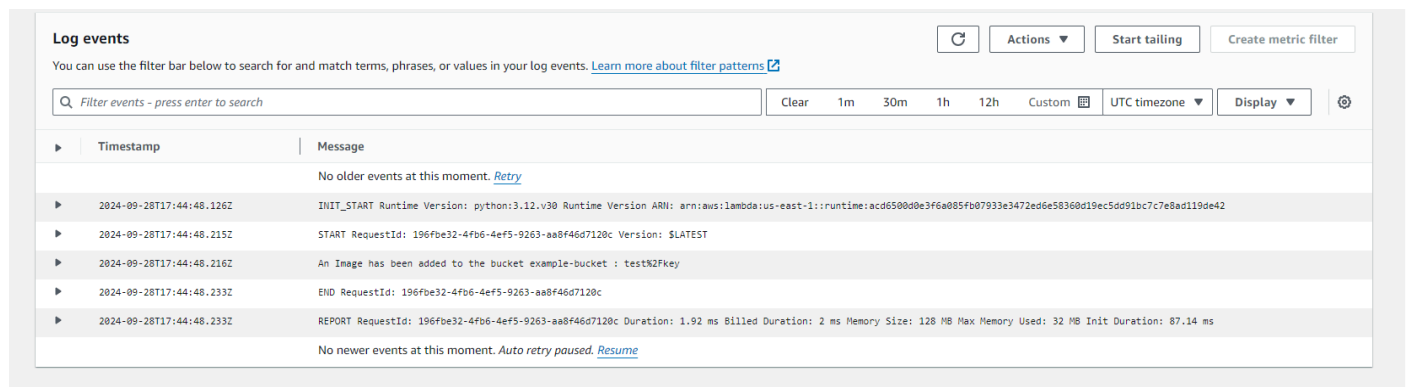 Log events
Actions ▼
Start tailing
Create metric filter
You can use the filter bar below to search for and match terms, phrases, or values in your log events. Learn more about filter patterns
Filter events - press enter to search
Clear 1m 30m 1h 12h Custom
UTC timezone ▼
Display ▼
Timestamp Message
No older events at this moment. Retry
2024-09-28T17:44:48.126Z INIT_START Runtime Version: python:3.12.v30 Runtime Version ARN: arn:aws:lambda:us-east-1::runtime:acd6500d0e3f6a085fb07933e3472ed6e58360d19ec5dd91bc7c7e8ad119de42
2024-09-28T17:44:48.215Z START RequestId: 196fbe32-4fb6-4ef5-9263-aa8f46d7120c Version: $LATEST
2024-09-28T17:44:48.216Z An Image has been added to the bucket example-bucket : test%2Fkey
2024-09-28T17:44:48.233Z END RequestId: 196fbe32-4fb6-4ef5-9263-aa8f46d7120c
2024-09-28T17:44:48.233Z REPORT RequestId: 196fbe32-4fb6-4ef5-9263-aa8f46d7120c Duration: 1.92 ms Billed Duration: 2 ms Memory Size: 128 MB Max Memory Used: 32 MB Init Duration: 87.14 ms
No newer events at this moment. Auto retry paused. Resume